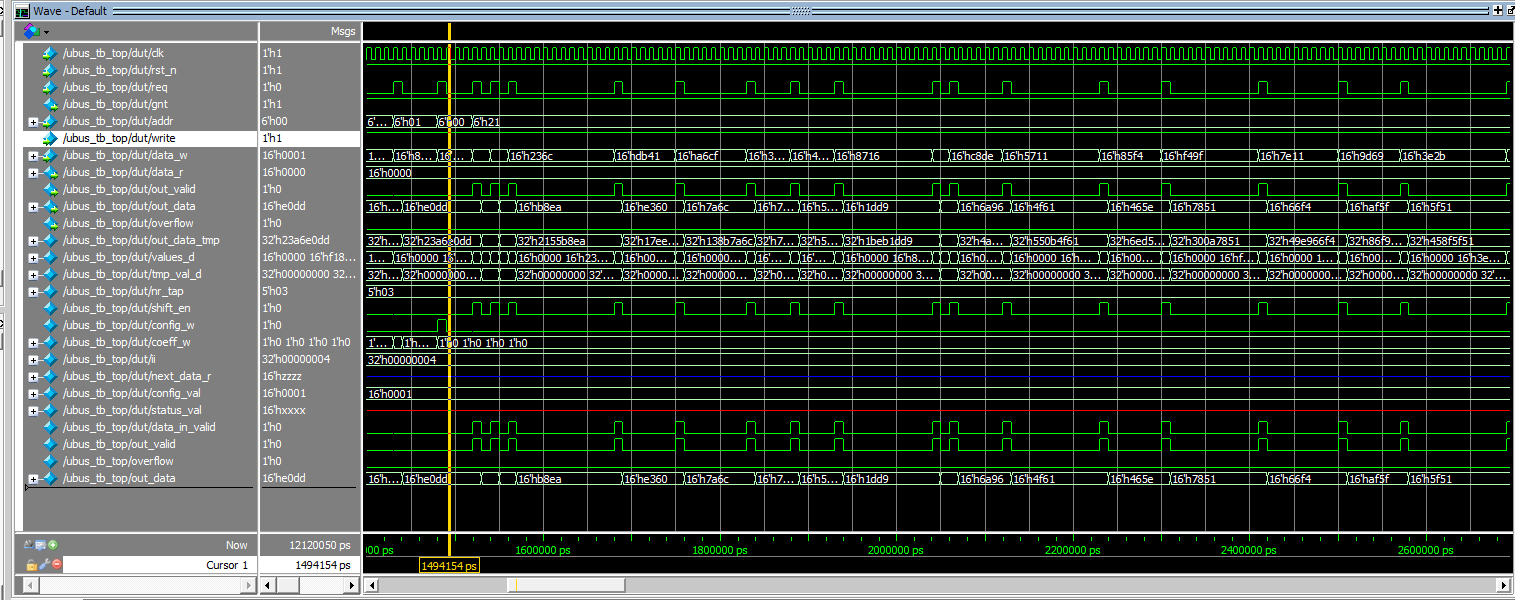 Wave - Default
Msgs
/ubus_tb_top/dut/clk 1'h1
/ubus_tb_top/dut/rst_n 1'h1
/ubus_tb_top/dut/req 1'h0
/ubus_tb_top/dut/gnt 1'h1
/ubus_tb_top/dut/addr 6'h00 6'... 6'h01 6'h00 6'h21
/ubus_tb_top/dut/write 1'h1
/ubus_tb_top/dut/data_w 16'h0001 1... 16'h8... 16'... 16'h236c 16'hdb41 16'ha6cf 16'h3... 16'h4... 16'h8716 16'hc8de 16'h5711 16'h85f4 16'hf49f 16'h7e11 16'h9d69 16'h3e2b
/ubus_tb_top/dut/data_r 16'h0000 16'h0000
/ubus_tb_top/dut/out_valid 1'h0
/ubus_tb_top/dut/out_data 16'he0dd 16'h... 16'he0dd 16'hb8ea 16'he360 16'h7a6c 16'h7... 16'h5... 16'h1dd9 16'h6a96 16'h4f61 16'h465e 16'h7851 16'h66f4 16'haf5f 16'h5f51
/ubus_tb_top/dut/overflow 1'h0
/ubus_tb_top/dut/out_data_tmp 32'h23a6e0dd 32'h... 32'h23a6e0dd 32'h2155b8ea 32'h17ee... 32'h138b7a6c 32'h7... 32'h5... 32'h1beb1dd9 32'h4a... 32'h550b4f61 32'h6ed5... 32'h300a7851 32'h49e966f4 32'h86f9... 32'h458f5f51
/ubus_tb_top/dut/values_d 16'h0000 16'hf18... 1... 16'h0000 16'... 16'h0000 16'h23... 16'h00... 16'h0000... 16'h... 16'... 16'h0000 16'h8... 16'h0... 16'h0000 16'h... 16'h00... 16'h0000 16'hf... 16'h0000 1... 16'h00... 16'h0000 16'h3e...
/ubus_tb_top/dut/tmp_val_d 32'h00000000 32... 32'h... 32'h0000000... 32'h00000000 32'... 32'h0000... 32'h00000... 32'h0... 32'h0... 32'h00000000 3... 32'h00... 32'h00000000... 32'h0000... 32'h00000000 3... 32'h000000... 32'h0000... 32'h00000000 32'...
/ubus_tb_top/dut/nr_tap 5'h03 5'h03
/ubus_tb_top/dut/shift_en 1'h0
/ubus_tb_top/dut/config_w 1'h0
/ubus_tb_top/dut/coeff_w 1'h0 1'h0 1'h0 1'h0 1'... 1'h... 1'h0 1'h0 1'h0 1'h0
/ubus_tb_top/dut/ii 32'h00000004 32'h00000004
/ubus_tb_top/dut/next_data_r 16'hzzzz
/ubus_tb_top/dut/config_val 16'h0001 16'h0001
/ubus_tb_top/dut/status_val 16'hxxxx
/ubus_tb_top/dut/data_in_valid 1'h0
/ubus_tb_top/out_valid 1'h0
/ubus_tb_top/overflow 1'h0
/ubus_tb_top/out_data 16'he0dd 16'h... 16'he0dd 16'hb8ea 16'he360 16'h7a6c 16'h7... 16'h5... 16'h1dd9 16'h6a96 16'h4f61 16'h465e 16'h7851 16'h66f4 16'haf5f 16'h5f51
Now 12120050 ps 000 ps 1600000 ps 1800000 ps 2000000 ps 2200000 ps 2400000 ps 2600000 ps
Cursor 1 1494154 ps 1494154 ps